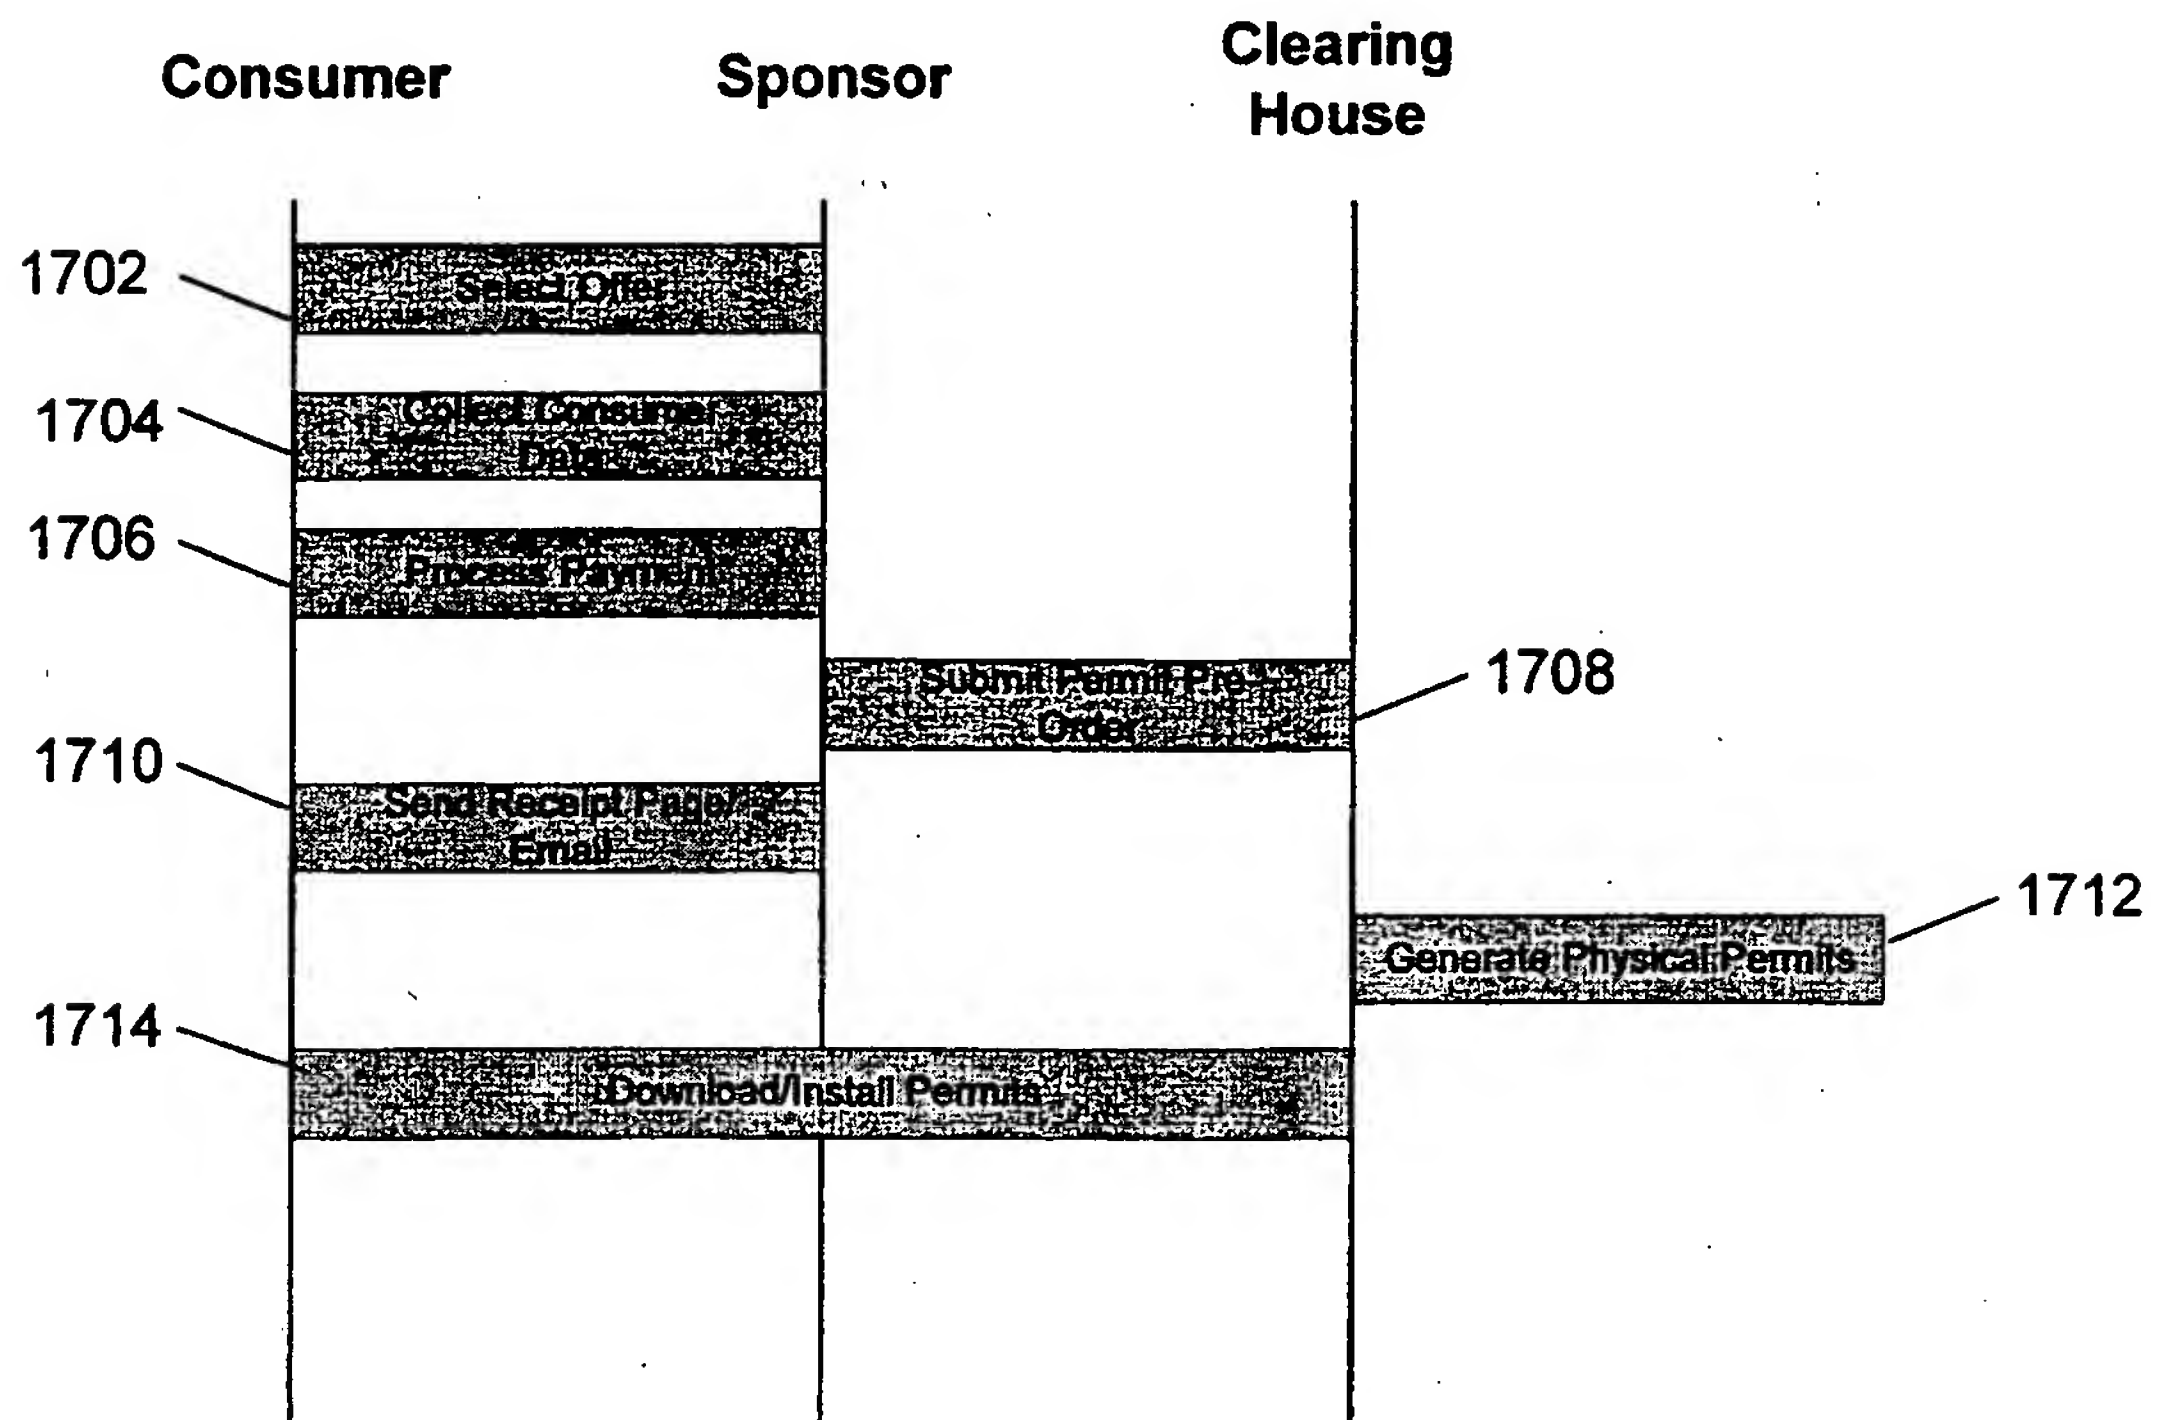 Consumer
Sponsor
Clearing
House
1702
Select Offer
1704
Collect Consumer
Data
1706
Process Payment
Submit Permit Pre-
Order
1708
1710
Send Receipt Page/
Email
1712
Generate Physical Permits
1714
Download/Install Permits